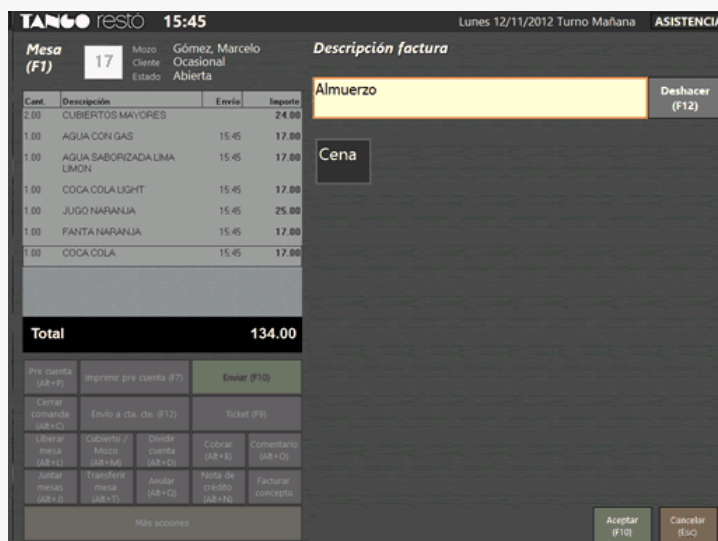 TANGO restó 15:45 Lunes 12/11/2012 Turno Mañana ASISTENCIA
Mesa (F1) 17
Mozo Gómez, Marcelo
Cliente Ocasional
Estado Abierta
Cant. Descripción Envío Importe
2.00 CUBIERTOS MAYORES 24.00
1.00 AGUA CON GAS 15:45 17.00
1.00 AGUA SABORIZADA LIMA 15:45 17.00
LIMON
1.00 COCA COLA LIGHT 15:45 17.00
1.00 JUGO NARANJA 15:45 25.00
1.00 FANTA NARANJA 15:45 17.00
1.00 COCA COLA 15:45 17.00
Total 134.00
Pre cuenta (Alt+P)
Imprimir pre cuenta (F7)
Enviar (F10)
Cerrar comanda (Alt+C)
Envío a cta. cte. (F12)
Ticket (F9)
Liberar mesa (Alt+L)
Cubierto / Mozo (Alt+M)
Dividir cuenta (Alt+D)
Cobrar (Alt+E)
Comentario (Alt+O)
Juntar mesas (Alt+J)
Transferir mesa (Alt+T)
Anular (Alt+Q)
Nota de crédito (Alt+N)
Facturar concepto
Más acciones
Descripción factura
Almuerzo
Deshacer (F12)
Cena
Aceptar (F10)
Cancelar (Esc)